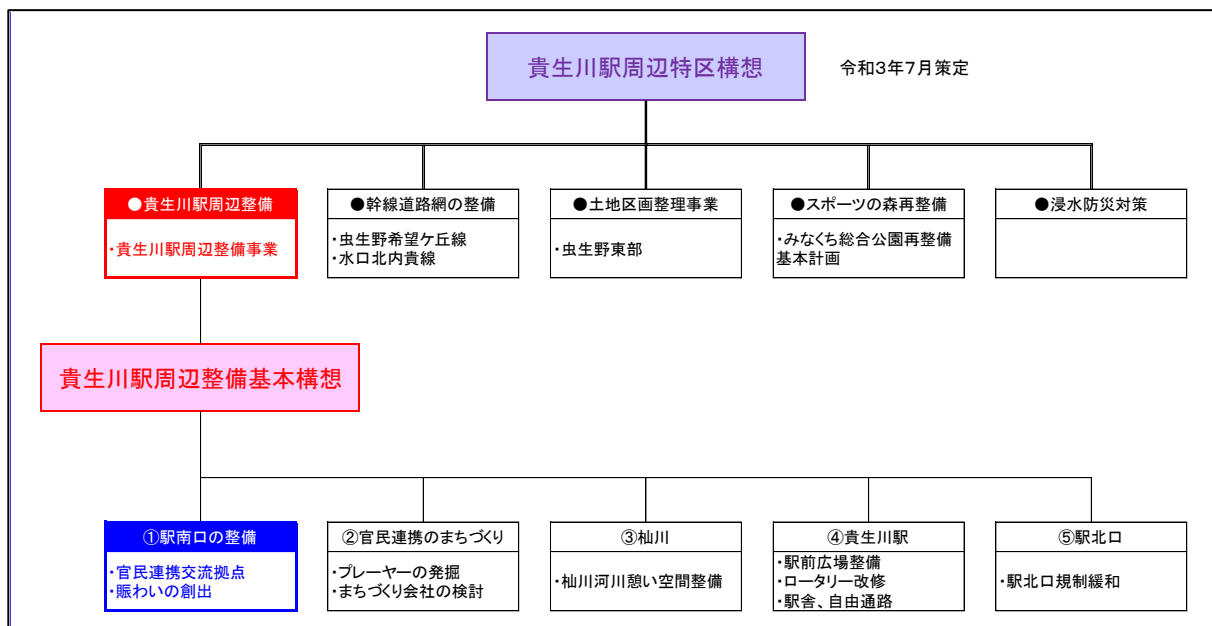 貴生川駅周辺特区構想
令和3年7月策定
●貴生川駅周辺整備
・貴生川駅周辺整備事業
●幹線道路網の整備
・虫生野希望ケ丘線
・水口北内貴線
●土地区画整理事業
・虫生野東部
●スポーツの森再整備
・みなくち総合公園再整備
基本計画
●浸水防災対策
貴生川駅周辺整備基本構想
①駅南口の整備
・官民連携交流拠点
・賑わいの創出
②官民連携のまちづくり
・プレーヤーの発掘
・まちづくり会社の検討
③杣川
・杣川河川憩い空間整備
④貴生川駅
・駅前広場整備
・ロータリー改修
・駅舎、自由通路
⑤駅北口
・駅北口規制緩和